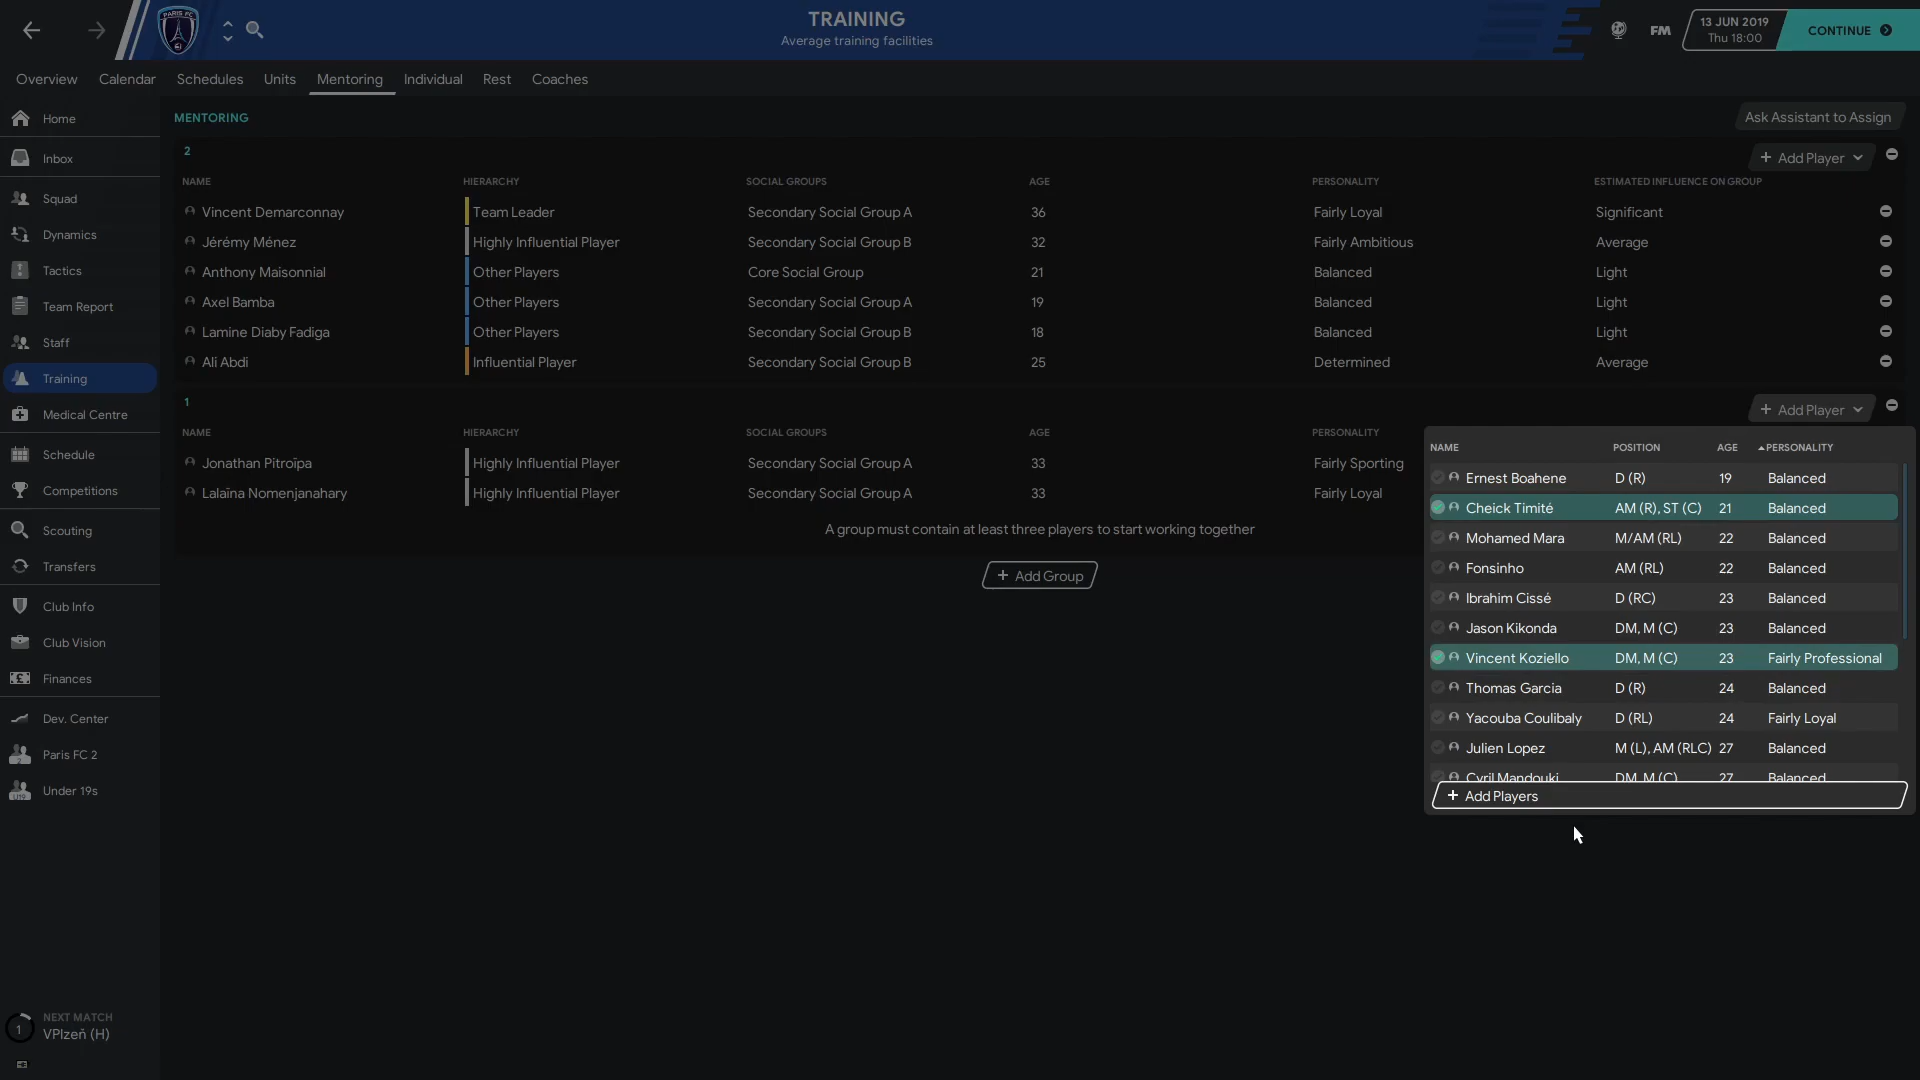 PARIS FC
TRAINING
Average training facilities
FM
13 JUN 2019
Thu 18:00
CONTINUE
Overview Calendar Schedules Units Mentoring Individual Rest Coaches
Home
Inbox
Squad
Dynamics
Tactics
Team Report
Staff
Training
Medical Centre
Schedule
Competitions
Scouting
Transfers
Club Info
Club Vision
Finances
Dev. Center
Paris FC 2
Under 19s
1
NEXT MATCH
VPlzeň (H)
MENTORING
Ask Assistant to Assign
2
+ Add Player
NAME HIERARCHY SOCIAL GROUPS AGE PERSONALITY ESTIMATED INFLUENCE ON GROUP
Vincent Demarconnay Team Leader Secondary Social Group A 36 Fairly Loyal Significant
Jérémy Ménez Highly Influential Player Secondary Social Group B 32 Fairly Ambitious Average
Anthony Maisonnial Other Players Core Social Group 21 Balanced Light
Axel Bamba Other Players Secondary Social Group A 19 Balanced Light
Lamine Diaby Fadiga Other Players Secondary Social Group B 18 Balanced Light
Ali Abdi Influential Player Secondary Social Group B 25 Determined Average
1
+ Add Player
NAME HIERARCHY SOCIAL GROUPS AGE PERSONALITY
Jonathan Pitroïpa Highly Influential Player Secondary Social Group A 33 Fairly Sporting
Lalaïna Nomenjanahary Highly Influential Player Secondary Social Group A 33 Fairly Loyal
A group must contain at least three players to start working together
+ Add Group
NAME POSITION AGE PERSONALITY
Ernest Boahene D (R) 19 Balanced
Cheick Timité AM (R), ST (C) 21 Balanced
Mohamed Mara M/AM (RL) 22 Balanced
Fonsinho AM (RL) 22 Balanced
Ibrahim Cissé D (RC) 23 Balanced
Jason Kikonda DM, M (C) 23 Balanced
Vincent Koziello DM, M (C) 23 Fairly Professional
Thomas Garcia D (R) 24 Balanced
Yacouba Coulibaly D (RL) 24 Fairly Loyal
Julien Lopez M (L), AM (RLC) 27 Balanced
Cyril Mandouki DM, M (C) 27 Balanced
+ Add Players